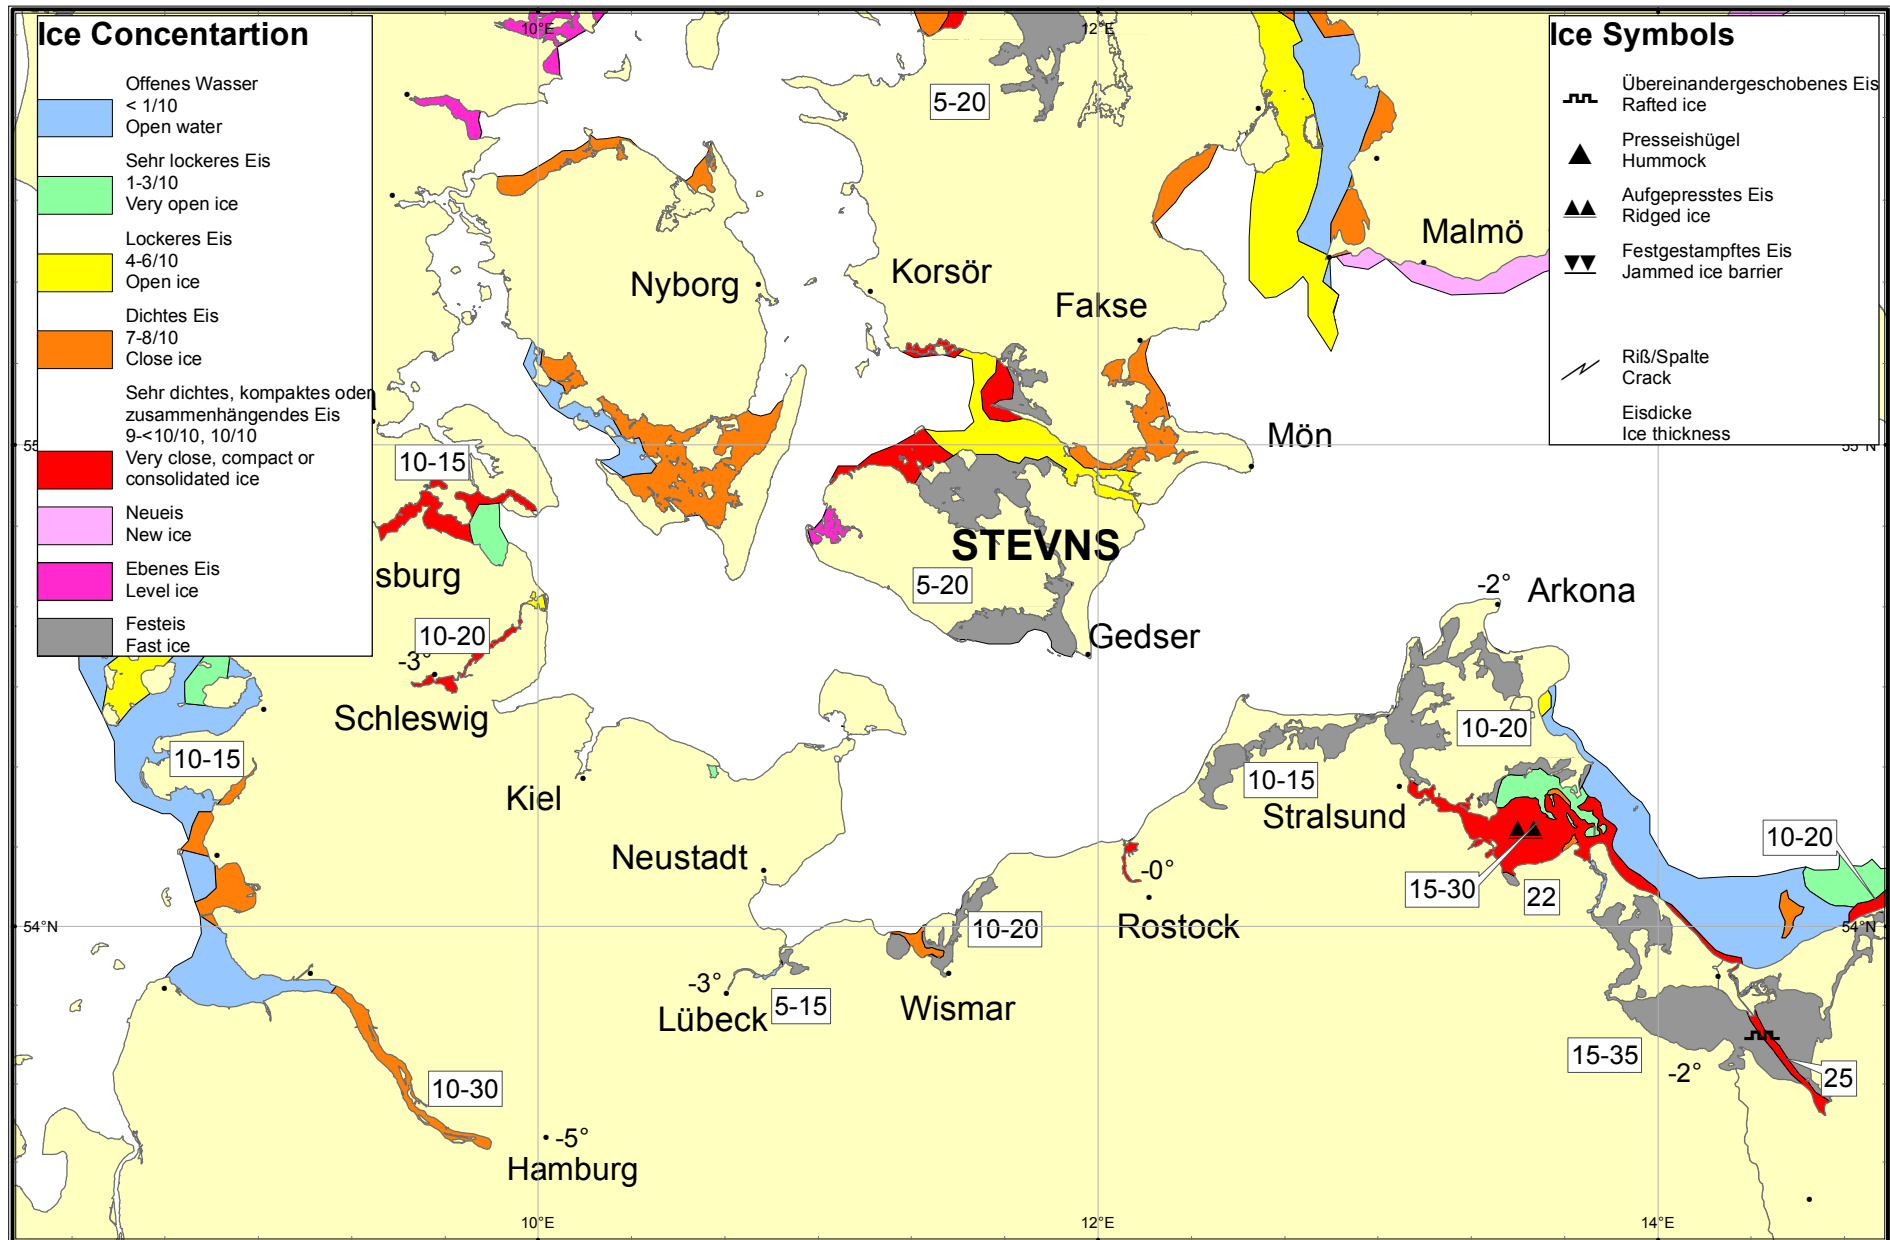 Ice Concentartion
Offenes Wasser
< 1/10
Open water
Sehr lockeres Eis
1-3/10
Very open ice
Lockeres Eis
4-6/10
Open ice
Dichtes Eis
7-8/10
Close ice
Sehr dichtes, kompaktes oder
zusammenhängendes Eis
9-<10/10, 10/10
Very close, compact or
consolidated ice
Neueis
New ice
Ebenes Eis
Level ice
Festeis
Fast ice
Ice Symbols
Übereinandergeschobenes Eis
Rafted ice
Presseishügel
Hummock
Aufgepresstes Eis
Ridged ice
Festgestampftes Eis
Jammed ice barrier
Riß/Spalte
Crack
Eisdicke
Ice thickness
10°E
12°E
5-20
Malmö
Korsör
Nyborg
Fakse
Mön
55°N
10-15
STEVNS
sburg
5-20
-2°
Arkona
10-20
Gedser
-3°
Schleswig
10-20
10-15
10-15
Kiel
Stralsund
10-20
Neustadt
-0°
15-30
22
10-20
Rostock
54°N
54°N
-3°
Lübeck
5-15
Wismar
15-35
-2°
25
10-30
-5°
Hamburg
10°E
12°E
14°E